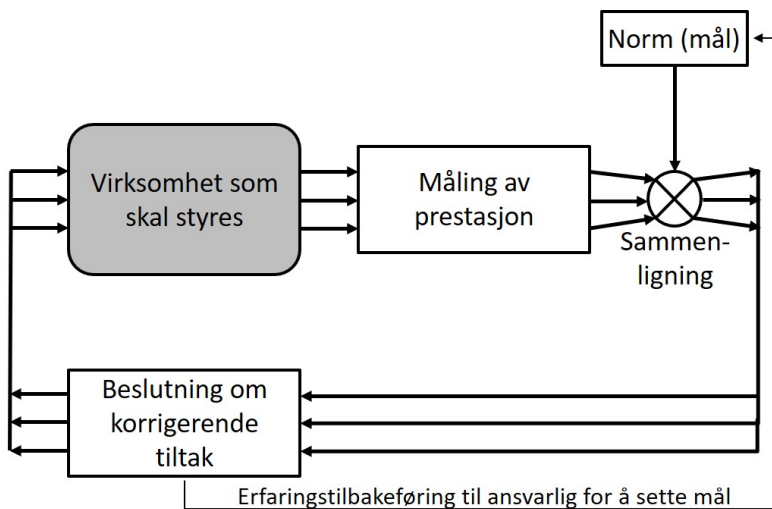 Norm (mål)
Virksomhet som
skal styres
Måling av
prestasjon
Sammen-
ligning
Beslutning om
korrigerende
tiltak
Erfaringstilbakeføring til ansvarlig for å sette mål